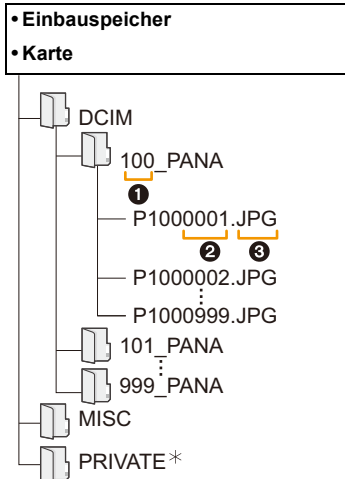 • Einbauspeicher
• Karte
DCIM
100_PANA
❶
P1000001.JPG
❷ ❸
P1000002.JPG
P1000999.JPG
101_PANA
999_PANA
MISC
PRIVATE＊